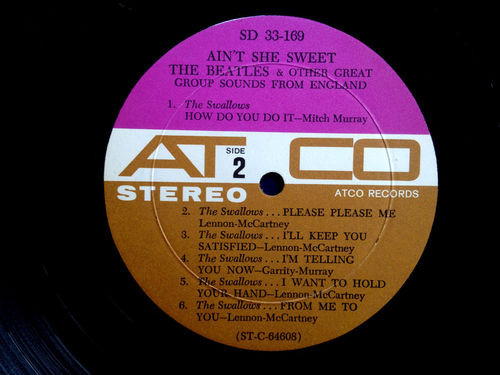 SD 33-169
AIN'T SHE SWEET
THE BEATLES & OTHER GREAT
GROUP SOUNDS FROM ENGLAND
1. The Swallows
HOW DO YOU DO IT—Mitch Murray
ATCO
SIDE
2
STEREO
ATCO RECORDS
2. The Swallows . . . PLEASE PLEASE ME
Lennon-McCartney
3. The Swallows . . . I'LL KEEP YOU
SATISFIED—Lennon-McCartney
4. The Swallows . . . I'M TELLING
YOU NOW—Garrity-Murray
5. The Swallows . . . I WANT TO HOLD
YOUR HAND—Lennon-McCartney
6. The Swallows . . . FROM ME TO
YOU—Lennon-McCartney
(ST-C-64608)